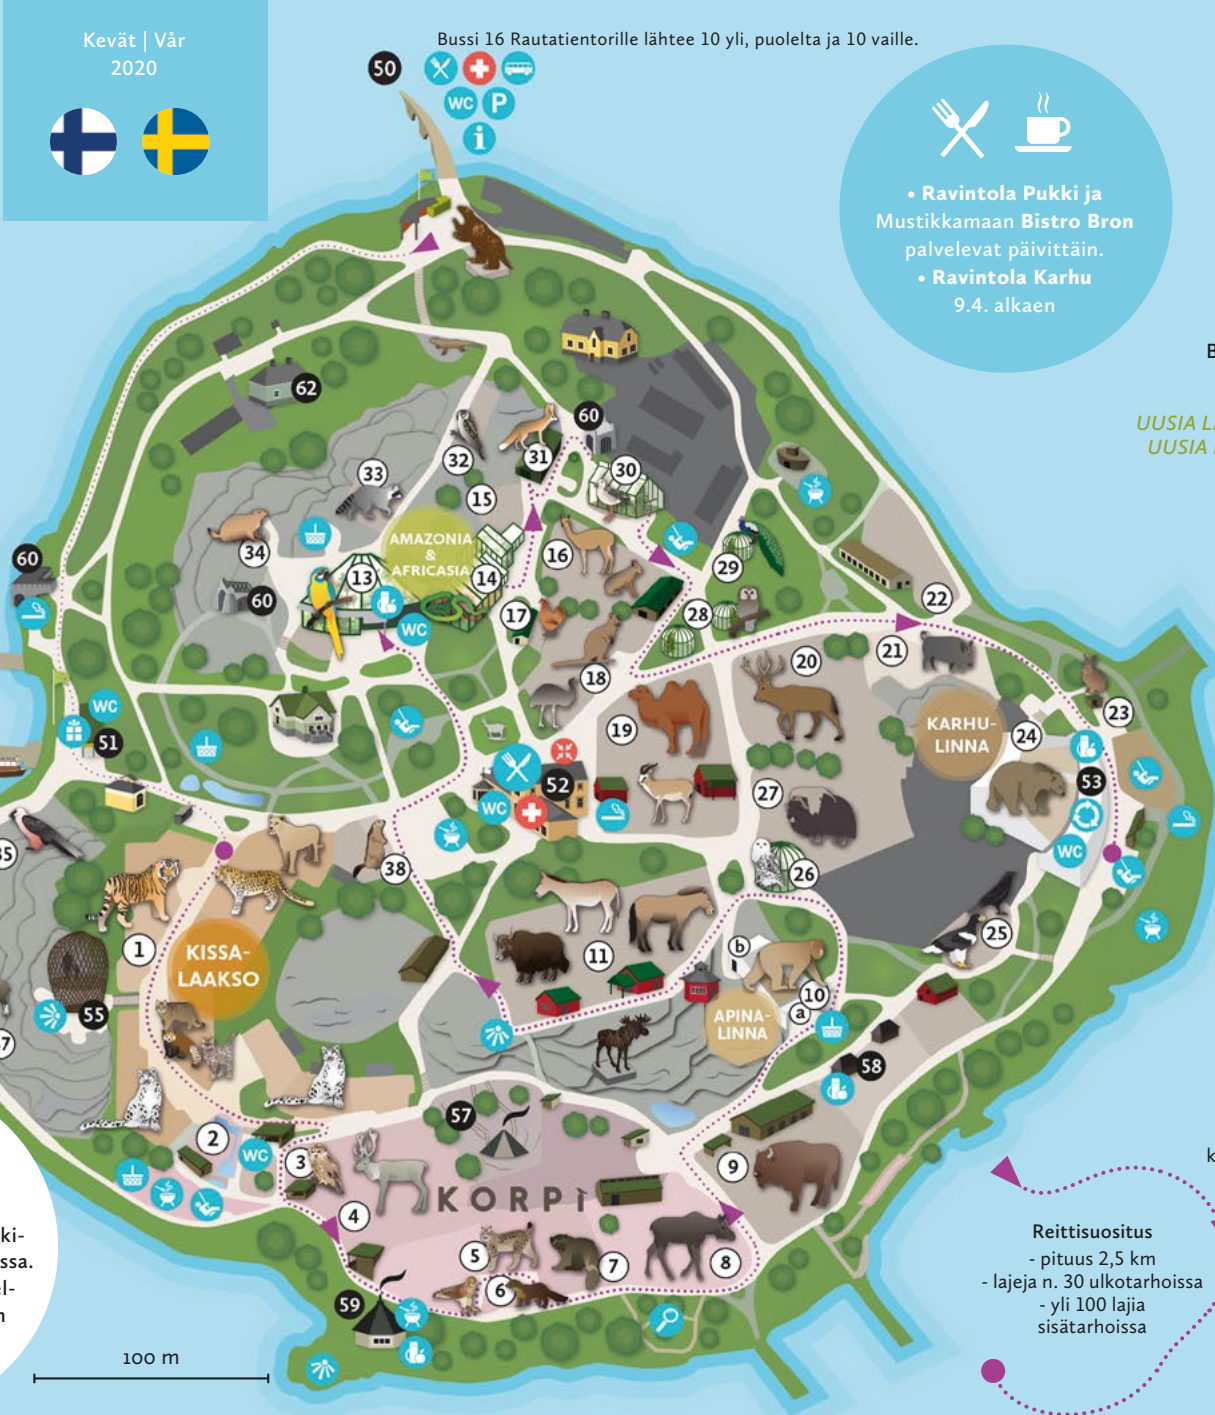 Kevät | Vår
2020
Bussi 16 Rautatientorille lähtee 10 yli, puolelta ja 10 vaille.
50
WC
P
i
• Ravintola Pukki ja
Mustikkamaan Bistro Bron
palvelevat päivittäin.
• Ravintola Karhu
9.4. alkaen
B
UUSIA
UUSIA
62
60
31
32
30
33
15
AMAZONIA
&
AFRICASIA
34
13
14
16
29
60
60
WC
17
28
22
18
20
21
19
KARHU-
LINNA
24
23
WC
51
52
WC
27
53
WC
35
38
26
1
KISSA-
LAAKSO
11
b
25
10
a
APINA-
LINNA
55
57
58
57
2
WC
3
9
4
KORPI
5
6
7
8
59
ki-
ssa.
el-
100 m
k
Reittisuositus
- pituus 2,5 km
- lajeja n. 30 ulkotarhoissa
- yli 100 lajia
sisätarhoissa